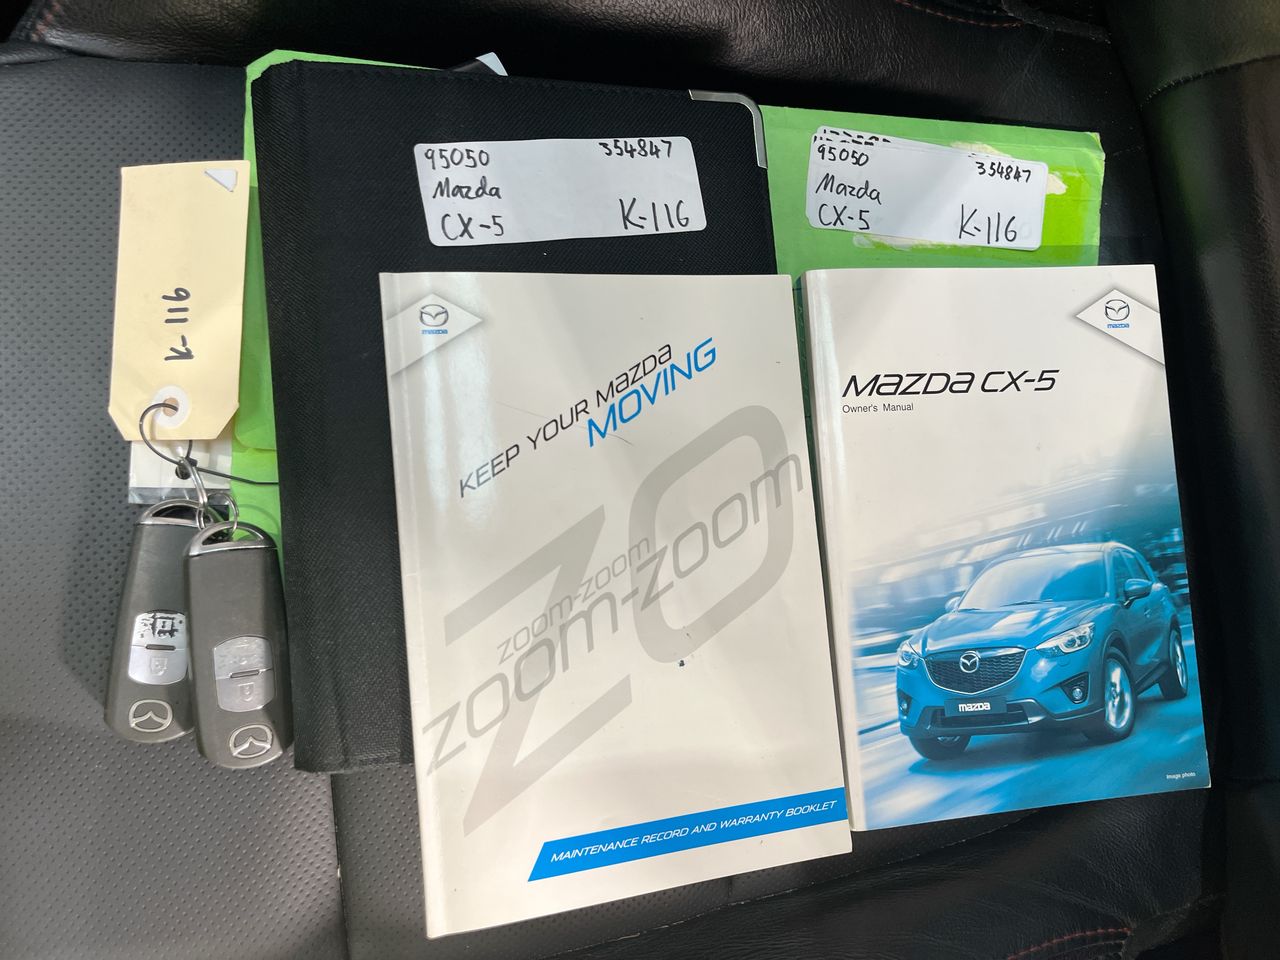 95050 354847
Mazda
CX-5 K-116
95050 354847
Mazda
CX-5 K-116
K-116
mazda
KEEP YOUR MAZDA
MOVING
zoom-zoom
zoom-zoom
ZO
MAINTENANCE RECORD AND WARRANTY BOOKLET
mazda
MAZDA CX-5
Owner's Manual
mazda
Image photo